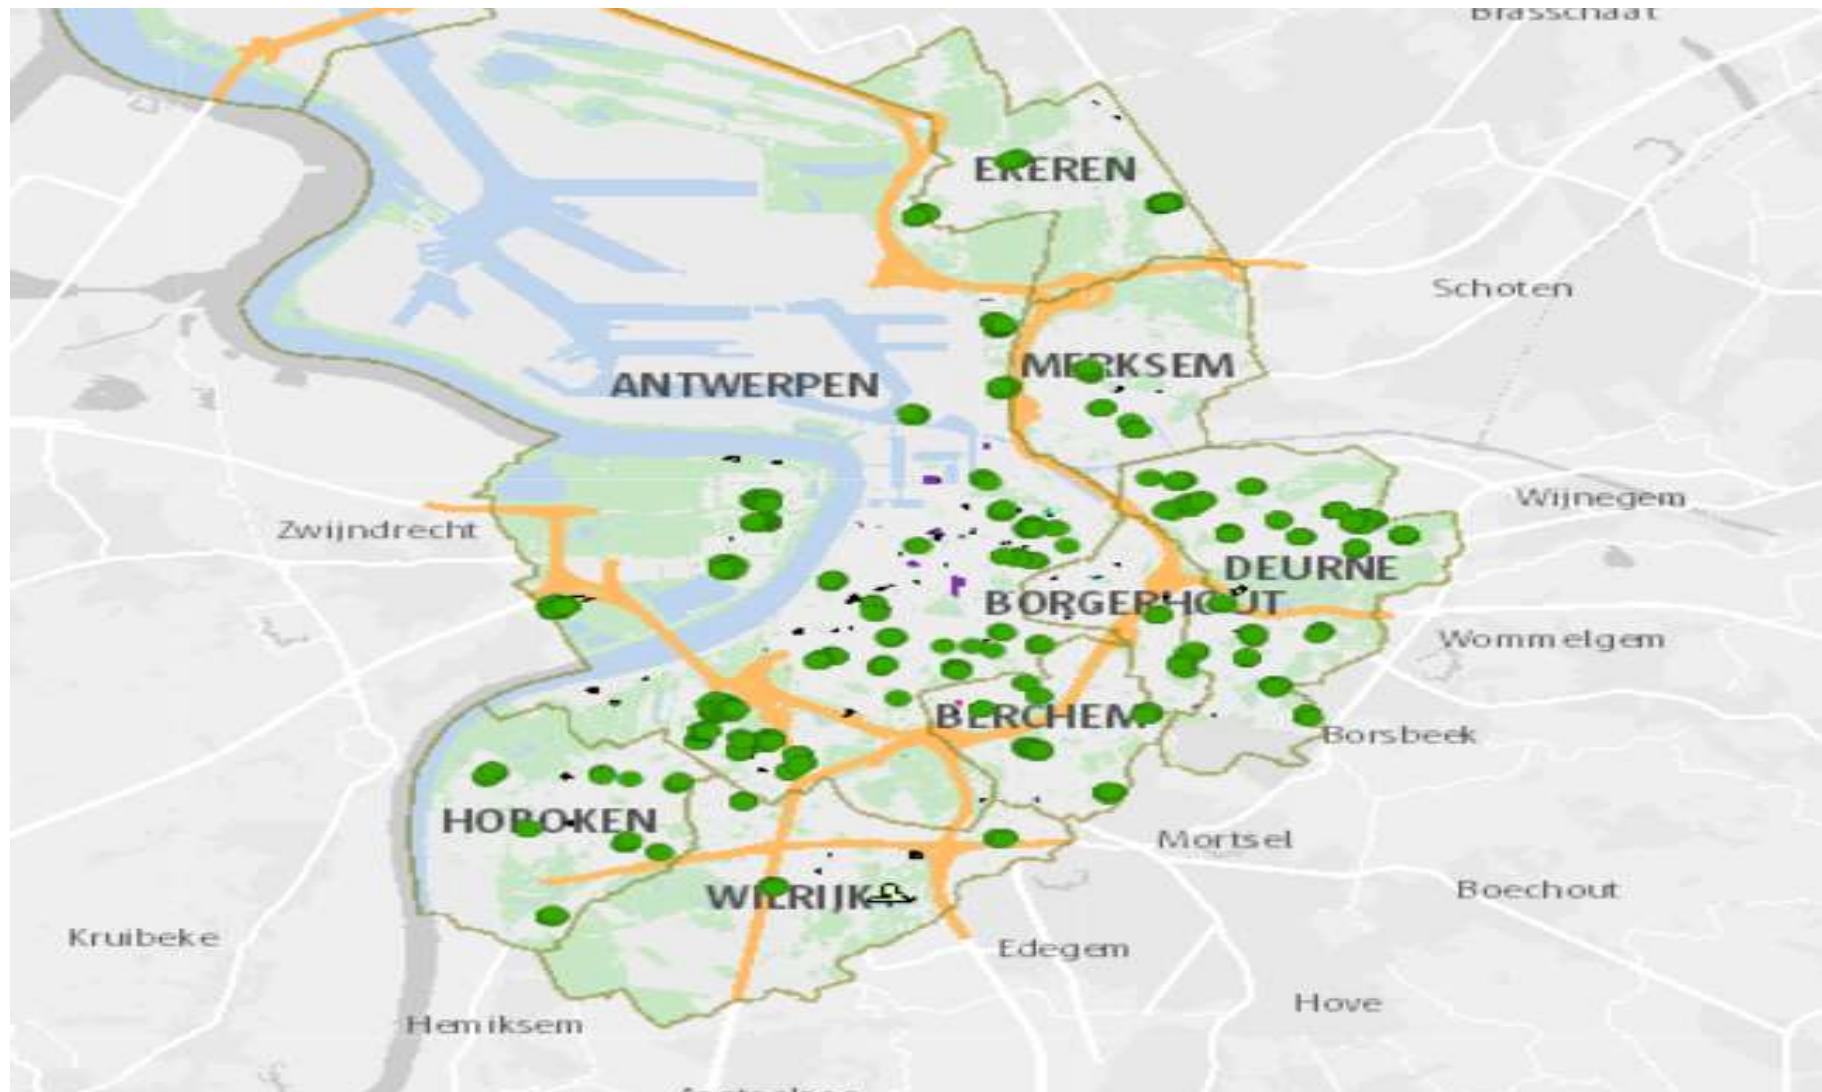 Brasschaat
EKEREN
Schoten
MERKSEM
ANTWERPEN
Wijnegem
Zwijndrecht
DEURNE
BORGERHOUT
Wommelgem
BERCHEM
Borsbeek
HOBOKEN
Mortsel
WILRIJK
Boechout
Kruibeke
Edegem
Hove
Hemiksem